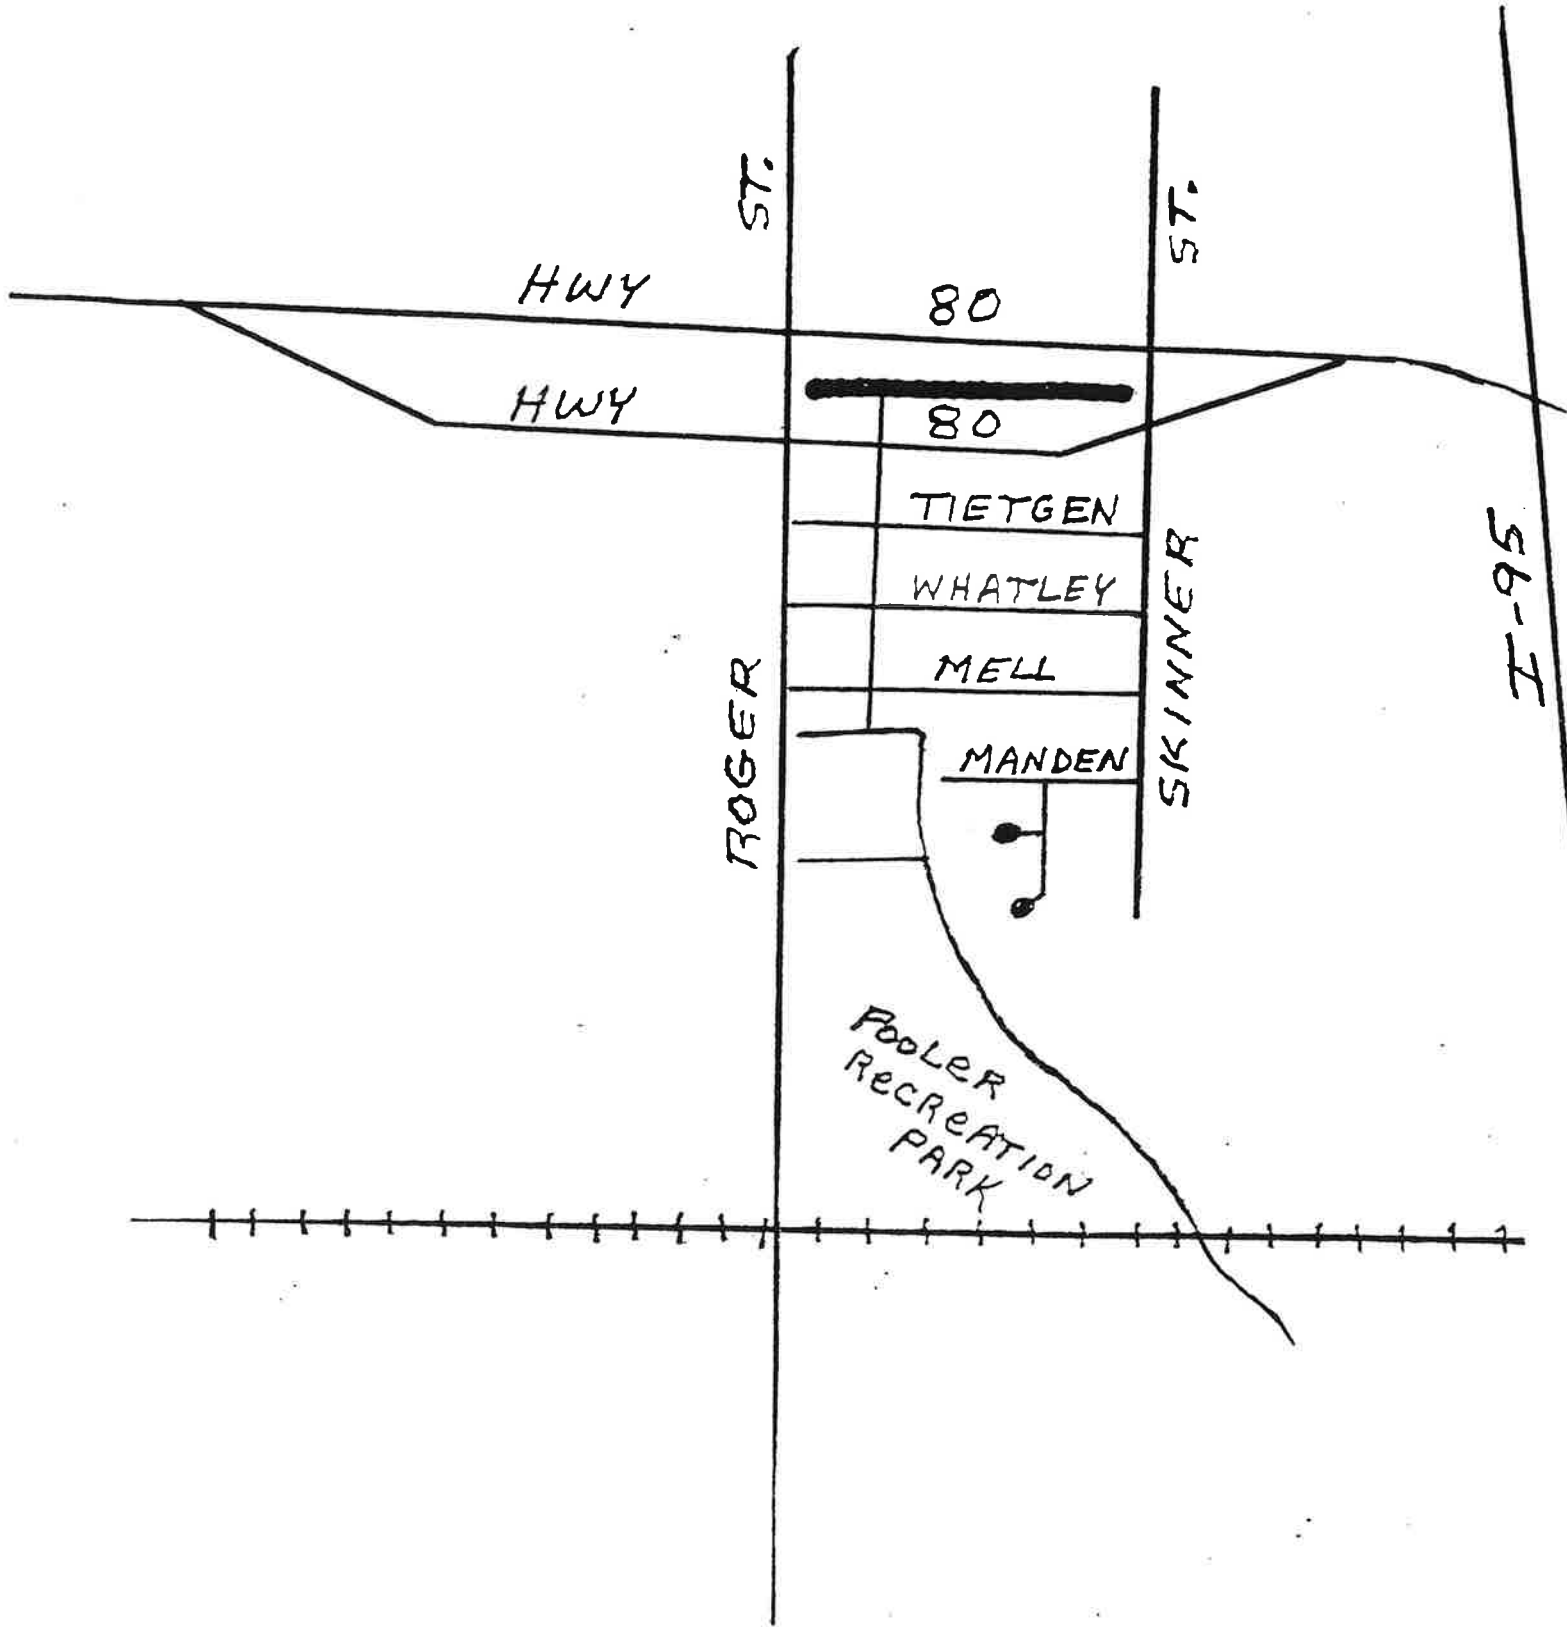 ST.
ST.
HWY 80
HWY 80
TIETGEN
WHATLEY
MELL
MANDEN
ROGER
SKINNER
I-95
POOLER
RECREATION
PARK